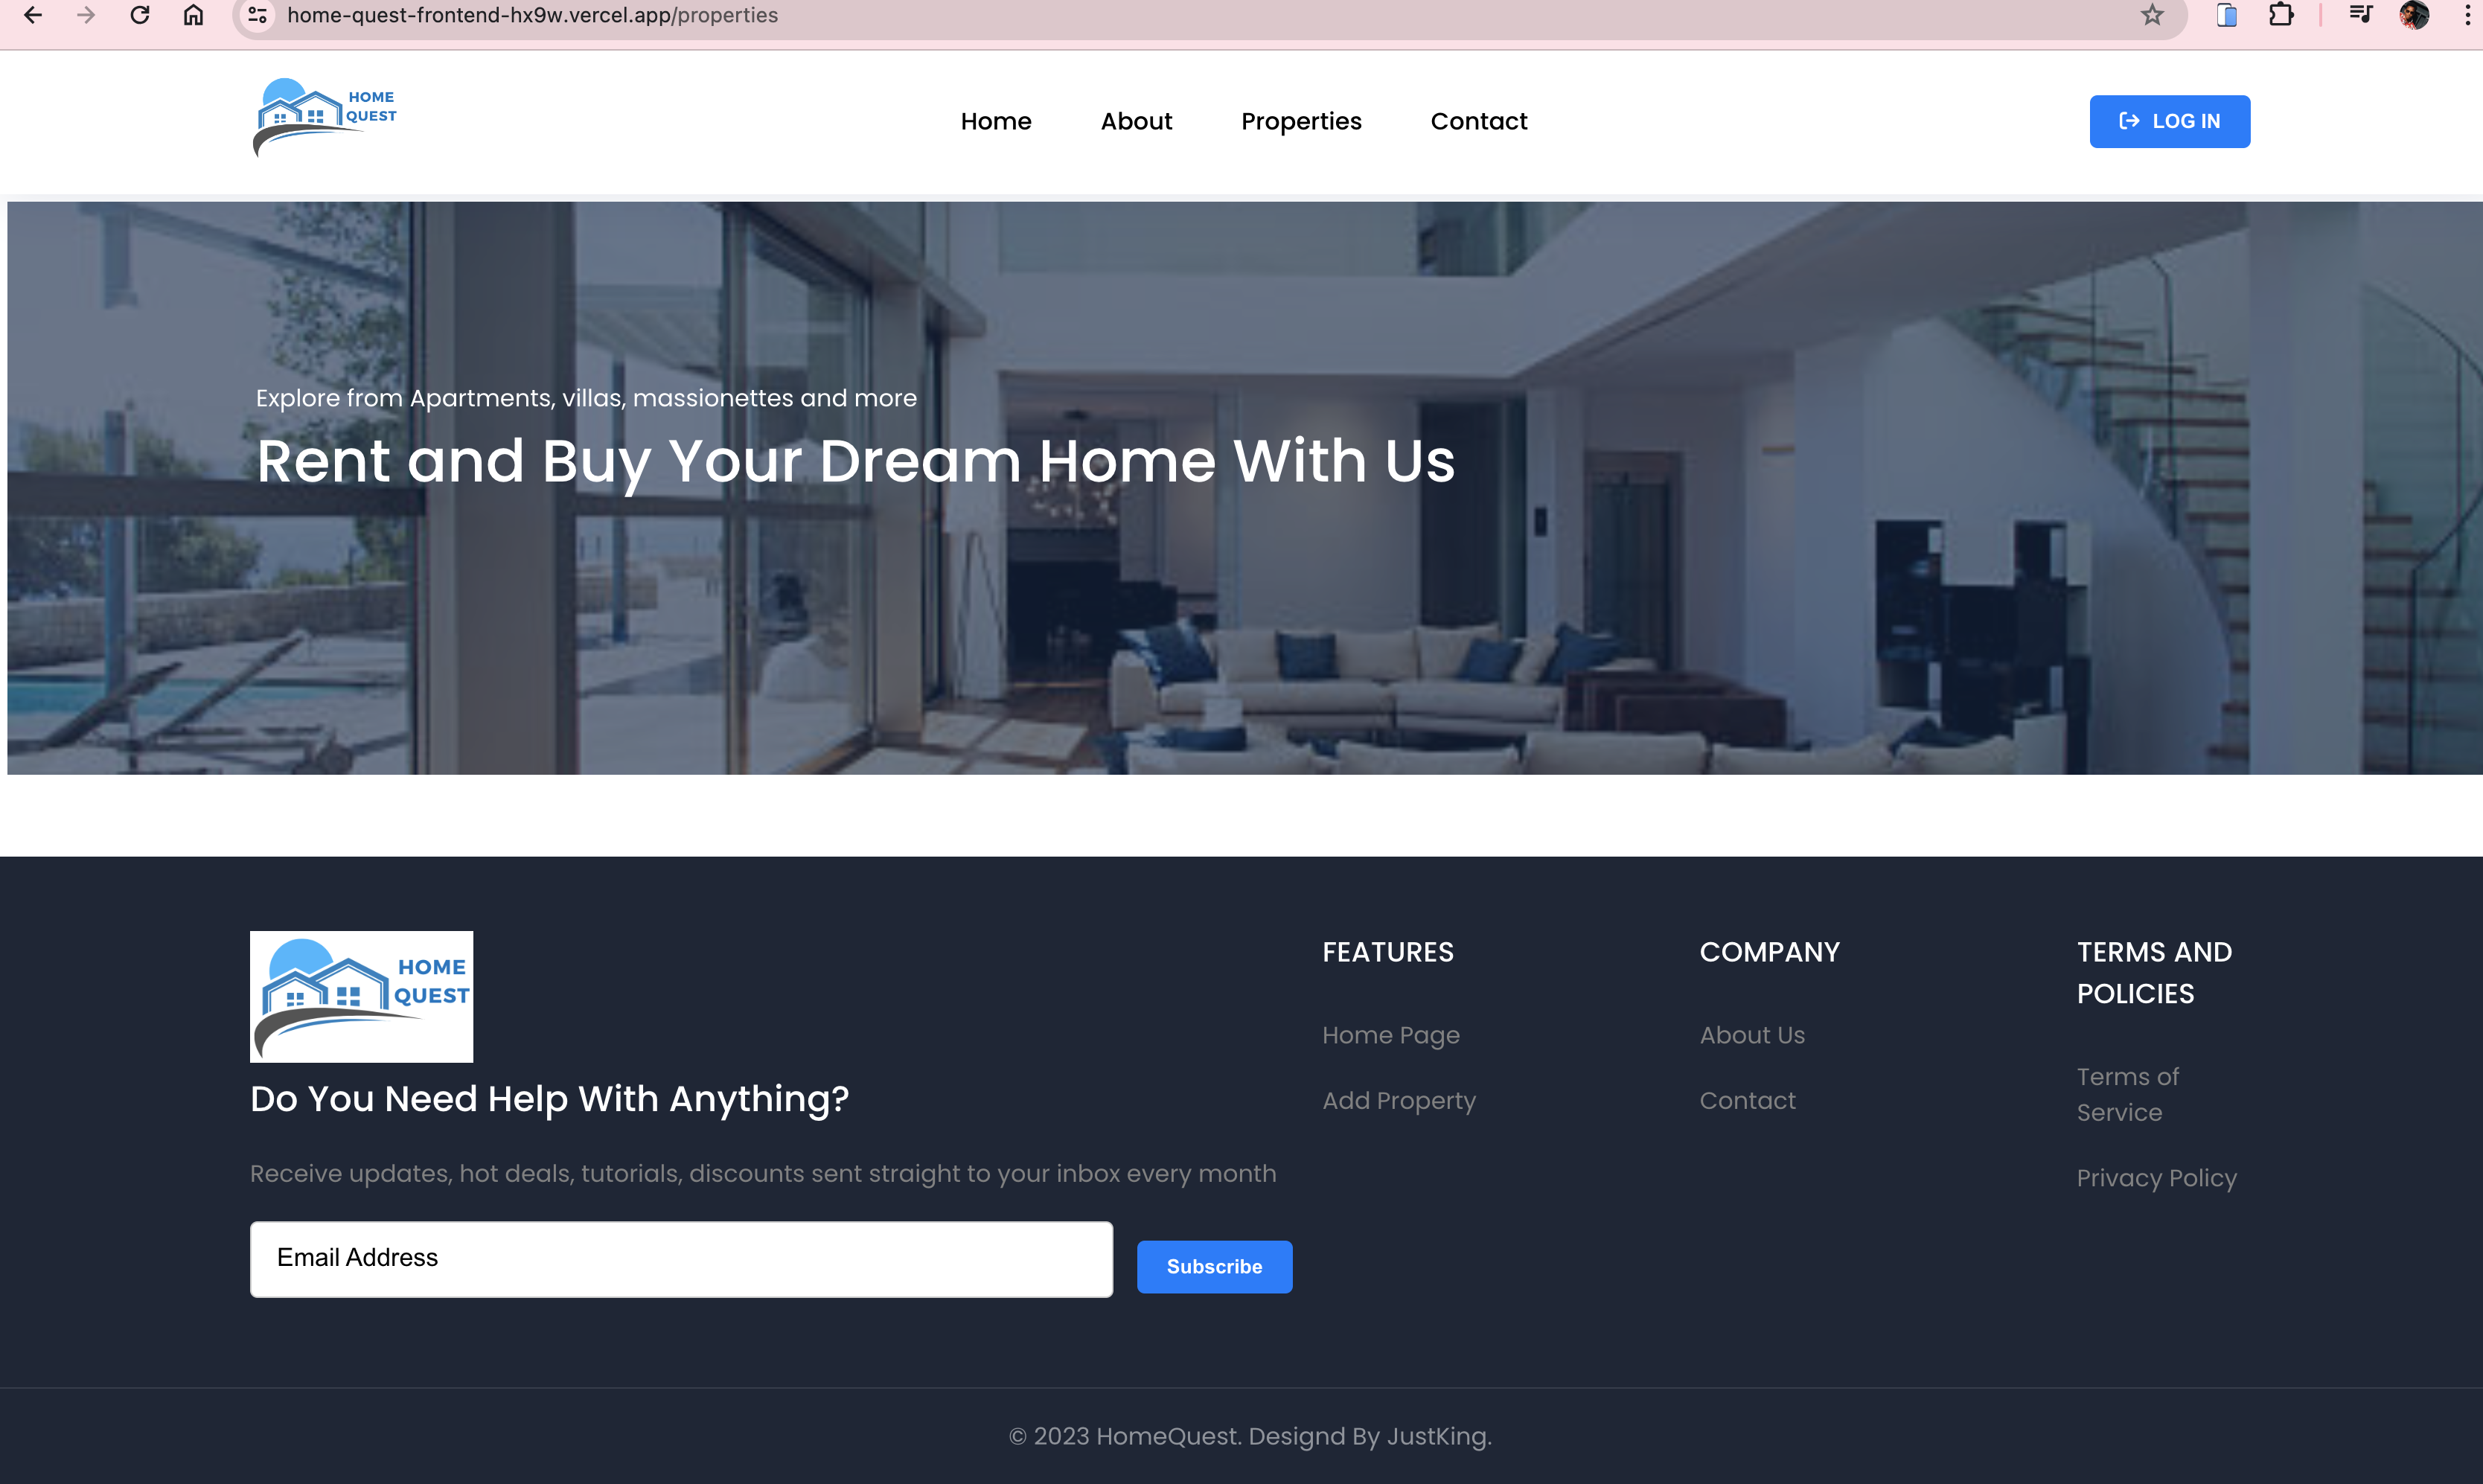 home-quest-frontend-hx9w.vercel.app/properties
HOME
QUEST
Home
About
Properties
Contact
LOG IN
Explore from Apartments, villas, massionettes and more
Rent and Buy Your Dream Home With Us
HOME
QUEST
Do You Need Help With Anything?
Receive updates, hot deals, tutorials, discounts sent straight to your inbox every month
Email Address
Subscribe
FEATURES
Home Page
Add Property
COMPANY
About Us
Contact
TERMS AND
POLICIES
Terms of
Service
Privacy Policy
© 2023 HomeQuest. Designd By JustKing.